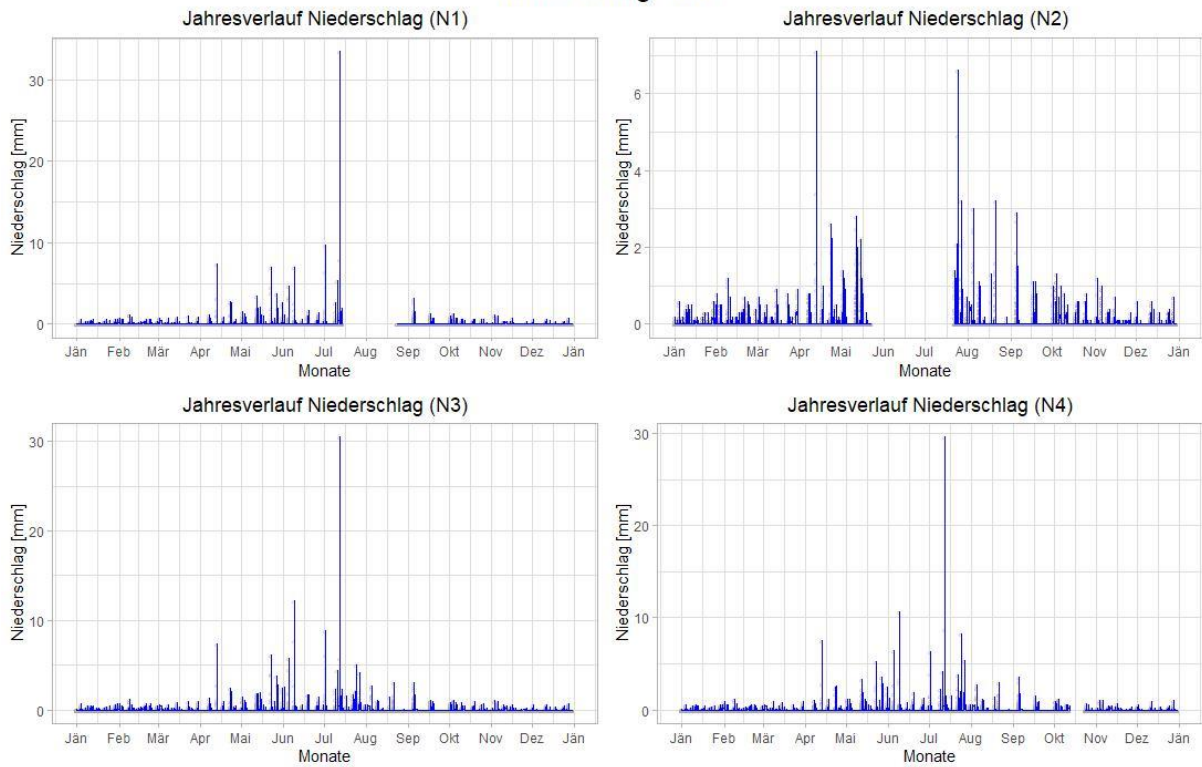 Jahresverlauf Niederschlag (N1)
Niederschlag [mm]
30
20
10
0
Jän Feb Mär Apr Mai Jun Jul Aug Sep Okt Nov Dez Jän
Monate
Jahresverlauf Niederschlag (N2)
Niederschlag [mm]
6
4
2
0
Jän Feb Mär Apr Mai Jun Jul Aug Sep Okt Nov Dez Jän
Monate
Jahresverlauf Niederschlag (N3)
Niederschlag [mm]
30
20
10
0
Jän Feb Mär Apr Mai Jun Jul Aug Sep Okt Nov Dez Jän
Monate
Jahresverlauf Niederschlag (N4)
Niederschlag [mm]
30
20
10
0
Jän Feb Mär Apr Mai Jun Jul Aug Sep Okt Nov Dez Jän
Monate